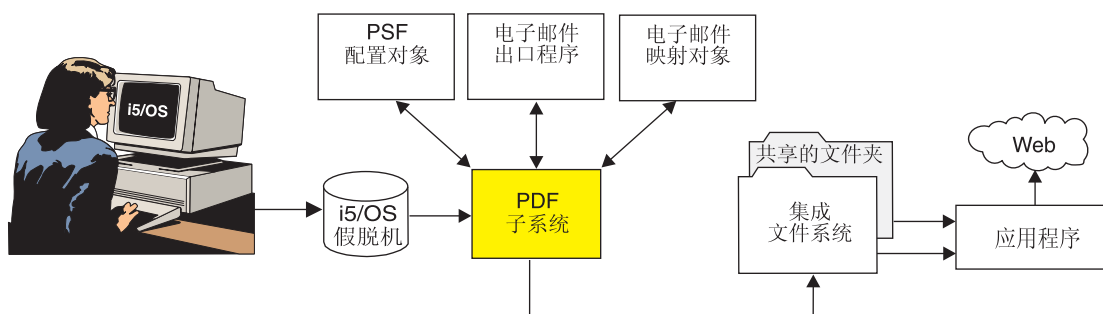 PSF
配置对象
电子邮件
出口程序
电子邮件
映射对象
i5/OS
i5/OS
假脱机
PDF
子系统
共享的文件夹
集成
文件系统
应用程序
Web